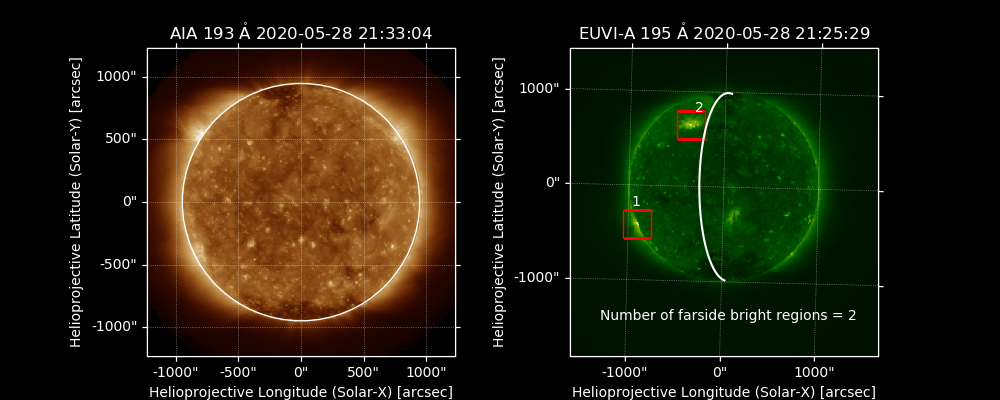 AIA 193 Å 2020-05-28 21:33:04
1000"
500"
0"
-500"
-1000"
-1000"
-500"
0"
500"
1000"
Helioprojective Longitude (Solar-X) [arcsec]
Helioprojective Latitude (Solar-Y) [arcsec]
EUVI-A 195 Å 2020-05-28 21:25:29
1000"
0"
-1000"
2
1
Number of farside bright regions = 2
-1000"
0"
1000"
Helioprojective Longitude (Solar-X) [arcsec]
Helioprojective Latitude (Solar-Y) [arcsec]